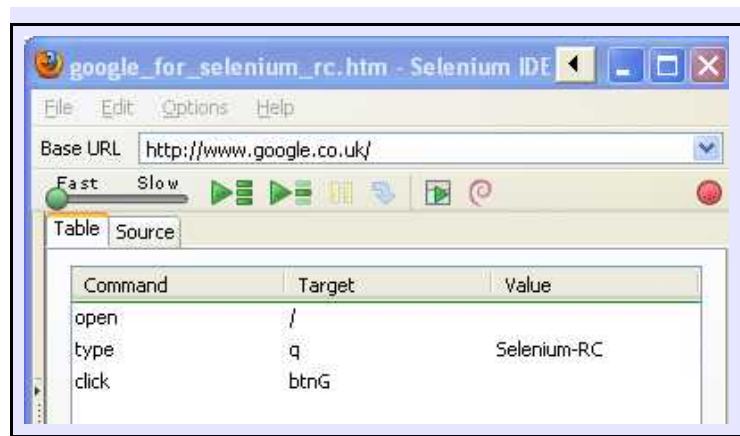 google_for_selenium_rc.htm - Selenium IDE
File Edit Options Help
Base URL http://www.google.co.uk/
Fast Slow
Table Source
Command Target Value
open /
type q Selenium-RC
click btnG